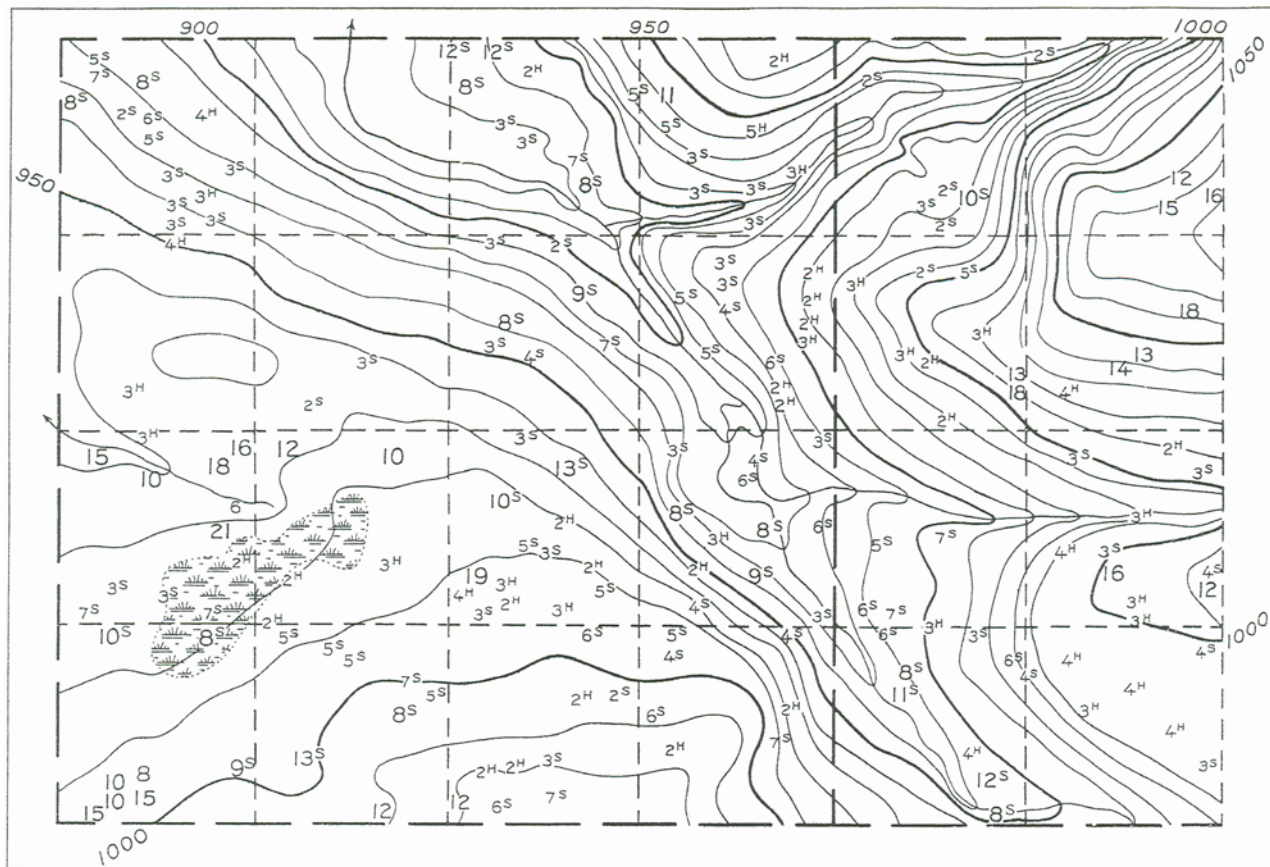 900 950 1000
12S 12S
5S 2H 2S 1050
7S 8S 8S 2H 5S 11 2S
8S
2S 6S 4H 3S 3S 5S 5H
5S 3S
3S 3S 7S 3S 3H 12
950 3S 3H 8S 3S 3S 2S 10S 15 16
3S 3S 3S 2S
4H 3S 2S 3S
3S 2H 3H 2S 5S
9S 5S 4S 2H
8S 2H 18
7S 3H
3S 3S 4S 5S 6S 3H 2H 13
3H 2H 13 14
2S 2H 18 4H
3H 3S 3S 2H
15 16 12 10 13S 3S 4S 3S 2H
10 18 6S 3S
6 10S 8S
21 2H 8S 6S 7S 3H
5S 3S 3H 5S 4H 3S
2H 3H 2H 4S
3S 3S 2H 19 3H 2H 5S 9S 16 12
7S 7S 4H 2H 3H 4S 3S 6S 7S 3H
10S 8S 2H 3S 6S 5S 4S 6S 3H 3S 3H 1000
5S 5S 5S 4S 8S 6S 4H 4S
7S 5S 2H 2S 11S 4S 4H
8S 6S 2H 3H
13S 2H 7S 4H
9S 2H 2H 3S 3S
10 8 12S
10 15 12 12 6S 7S
15 8S
1000